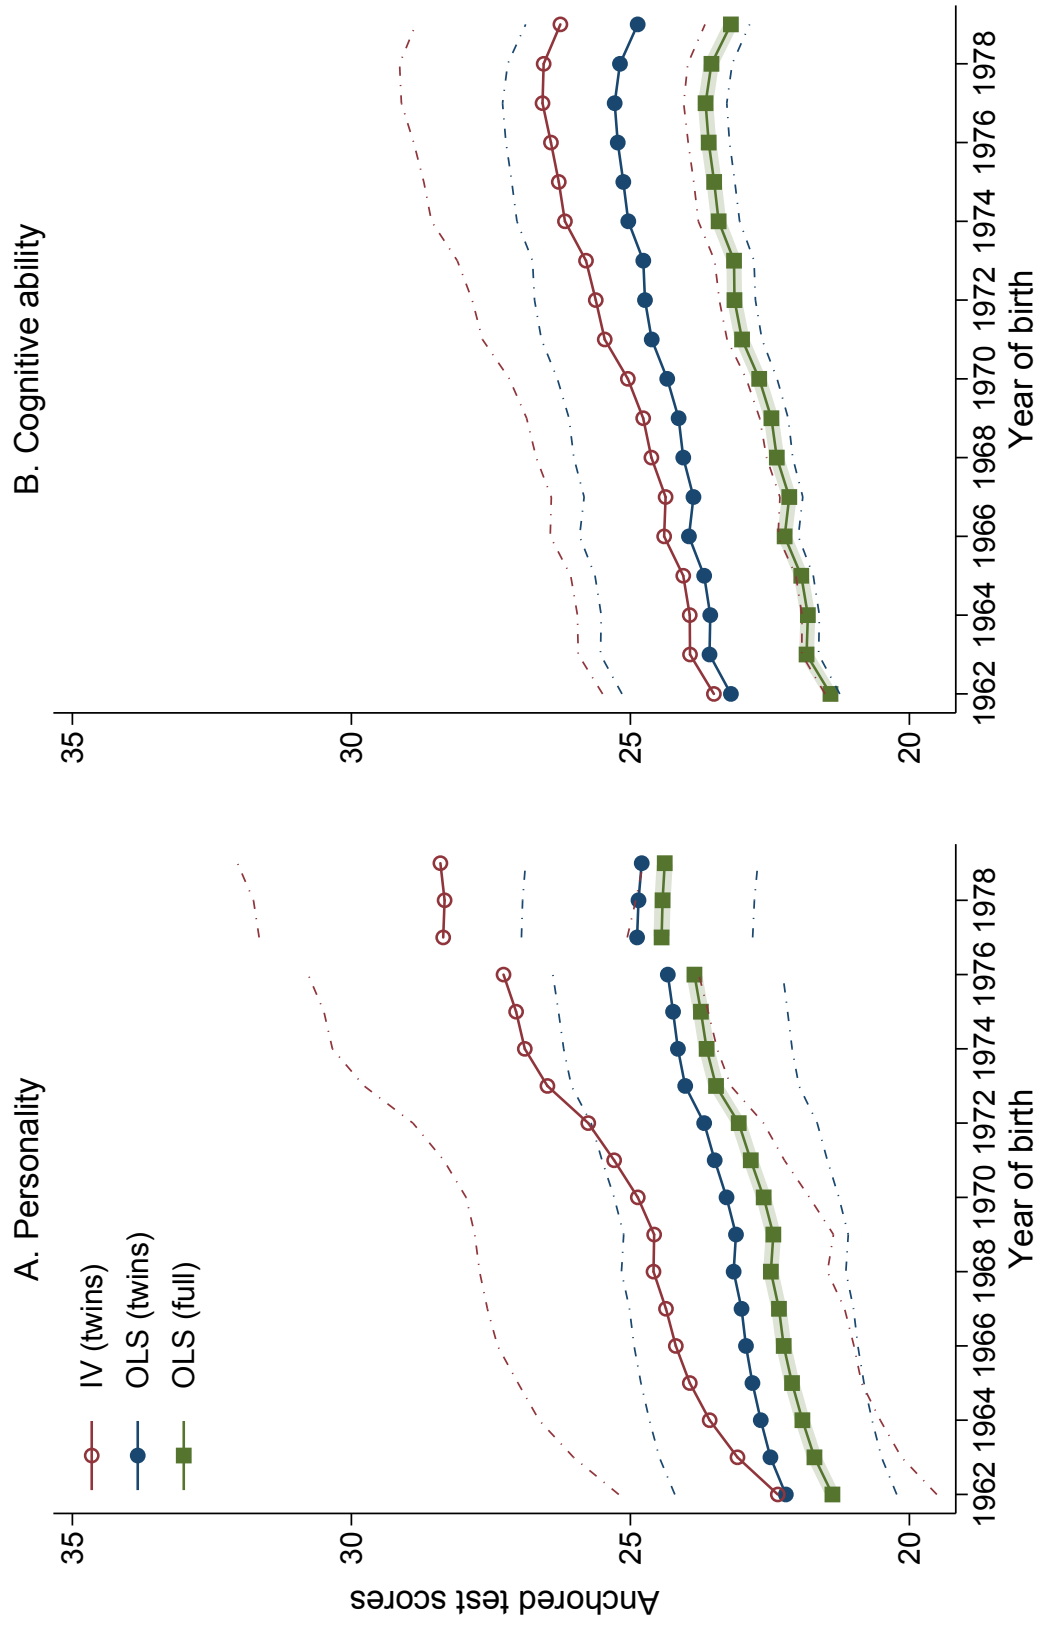 A. Personality
IV (twins)
OLS (twins)
OLS (full)
Anchored test scores
35
30
25
20
1962 1964 1966 1968 1970 1972 1974 1976 1978
Year of birth
B. Cognitive ability
35
30
25
20
1962 1964 1966 1968 1970 1972 1974 1976 1978
Year of birth